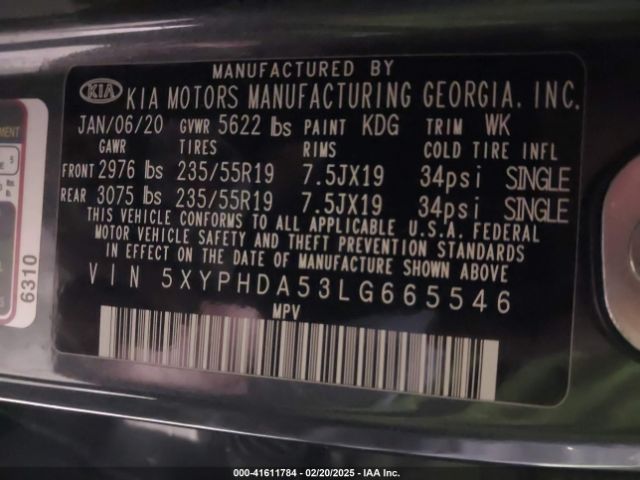 MANUFACTURED BY
KIA KIA MOTORS MANUFACTURING GEORGIA, INC.
JAN/06/20 GVWR 5622 lbs PAINT KDG TRIM WK
GAWR TIRES RIMS COLD TIRE INFL
FRONT 2976 lbs 235/55R19 7.5JX19 34psi SINGLE
REAR 3075 lbs 235/55R19 7.5JX19 34psi SINGLE
THIS VEHICLE CONFORMS TO ALL APPLICABLE U.S.A. FEDERAL
MOTOR VEHICLE SAFETY AND THEFT PREVENTION STANDARDS
IN EFFECT ON THE DATE OF MANUFACTURE SHOWN ABOVE
VIN 5XYPHDA53LG665546
MPV
6310
000-41611784 - 02/20/2025 - IAA Inc.